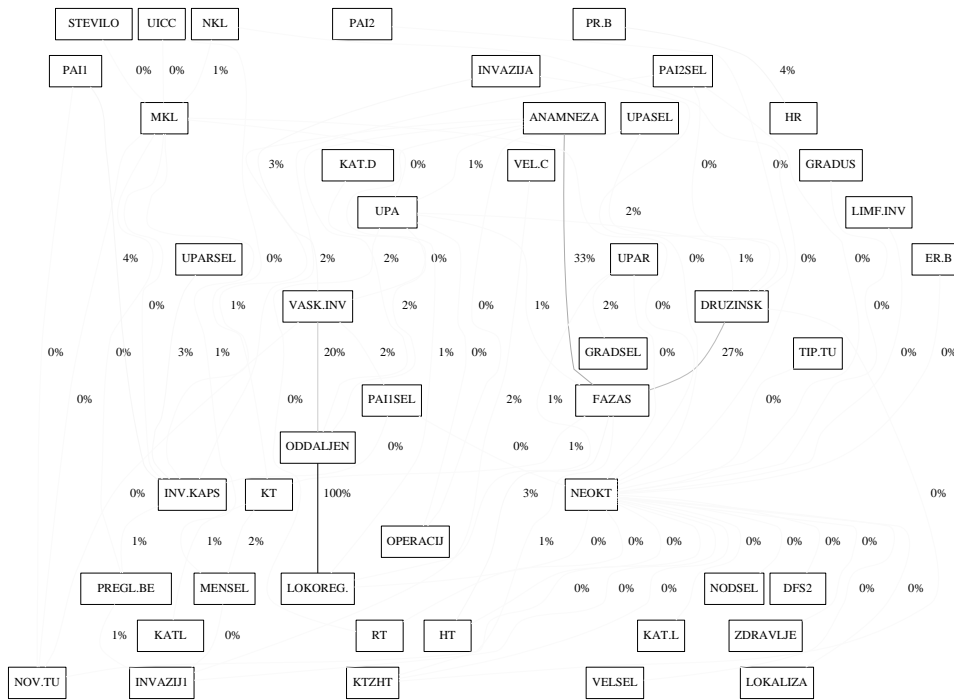 STEVILO UICC NKL PAI2 PR.B
PAI1 0% 0% 1% INVAZIJA PAI2SEL 4%
MKL ANAMNEZA UPASEL HR
3% KAT.D 0% 1% VEL.C 0% 0% GRADUS
UPA 2% LIMF.INV
4% UPARSEL 0% 2% 2% 0% 33% UPAR 0% 1% 0% 0% ER.B
0% 1% VASK.INV 2% 0% 1% 2% 0% DRUZINSK 0%
0% 0% 3% 1% 20% 2% 1% 0% GRADSEL 0% 27% TIP.TU 0% 0%
0% 0% PAI1SEL 2% 1% FAZAS 0%
ODDALJEN 0% 0% 1%
0% INV.KAPS KT 100% 3% NEOKT 0%
1% 1% 2% OPERACIJ 1% 0% 0% 0% 0% 0% 0% 0%
PREGL.BE MENSEL LOKOREG. 0% 0% 0% NODSEL DFS2 0% 0%
1% KATL 0% RT HT KAT.L ZDRAVLJE
NOV.TU INVAZIJ1 KTZHT VELSEL LOKALIZA